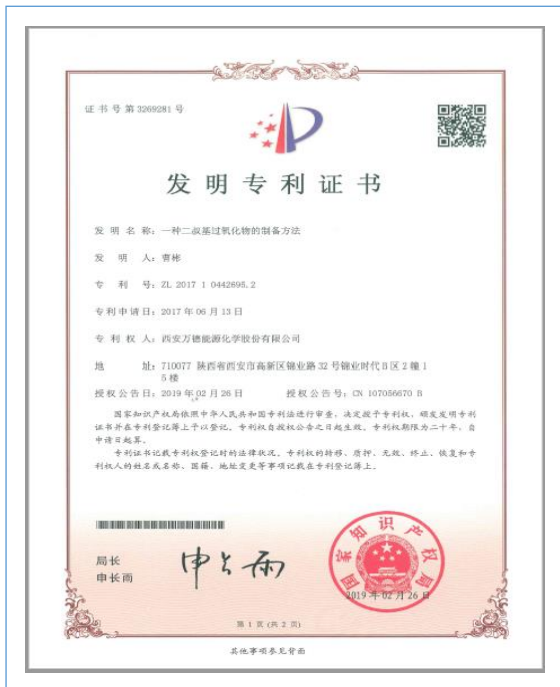 证书号第3269281号
发明专利证书
发明名称：一种二叔基过氧化物的制备方法
发明人：曹彬
专利号：ZL 2017 1 0442695.2
专利申请日：2017年06月13日
专利权人：西安万德能源化学股份有限公司
地址：710077 陕西省西安市高新区锦业路32号锦业时代B区2幢1
5楼
授权公告日：2019年02月26日 授权公告号：CN 107056670 B
国家知识产权局依照中华人民共和国专利法进行审查，决定授予专利权，颁发发明专利
证书并在专利登记簿上予以登记。专利权自授权公告之日起生效。专利权期限为二十年，自
申请日起算。
专利证书记载专利权登记时的法律状况。专利权的转移、质押、无效、终止、恢复和专
利权人的姓名或名称、国籍、地址变更等事项记载在专利登记簿上。
局长
申长雨
申长雨
国家知识产权局
2019年02月26日
第1页(共2页)
其他事项参见背面